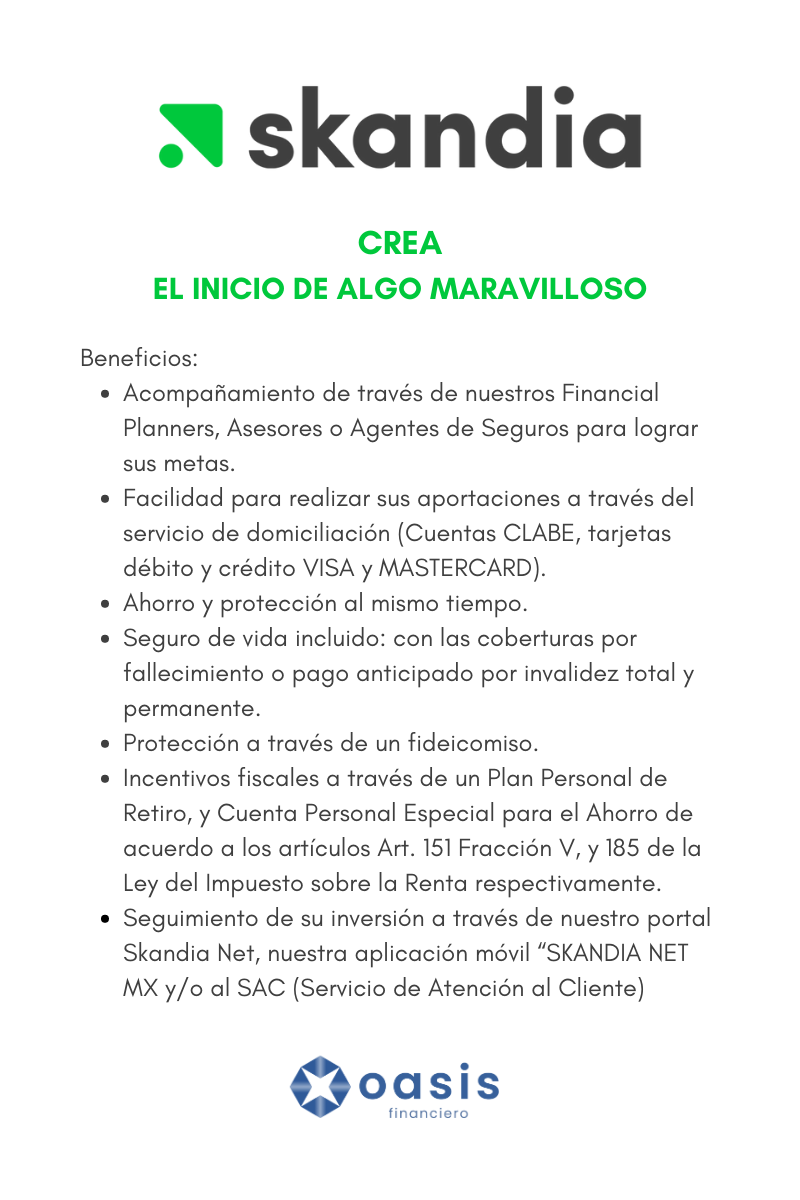 skandia
CREA
EL INICIO DE ALGO MARAVILLOSO
Beneficios:
• Acompañamiento de través de nuestros Financial
Planners, Asesores o Agentes de Seguros para lograr
sus metas.
• Facilidad para realizar sus aportaciones a través del
servicio de domiciliación (Cuentas CLABE, tarjetas
débito y crédito VISA y MASTERCARD).
• Ahorro y protección al mismo tiempo.
• Seguro de vida incluido: con las coberturas por
fallecimiento o pago anticipado por invalidez total y
permanente.
• Protección a través de un fideicomiso.
• Incentivos fiscales a través de un Plan Personal de
Retiro, y Cuenta Personal Especial para el Ahorro de
acuerdo a los artículos Art. 151 Fracción V, y 185 de la
Ley del Impuesto sobre la Renta respectivamente.
• Seguimiento de su inversión a través de nuestro portal
Skandia Net, nuestra aplicación móvil “SKANDIA NET
MX y/o al SAC (Servicio de Atención al Cliente)
oasis
financiero